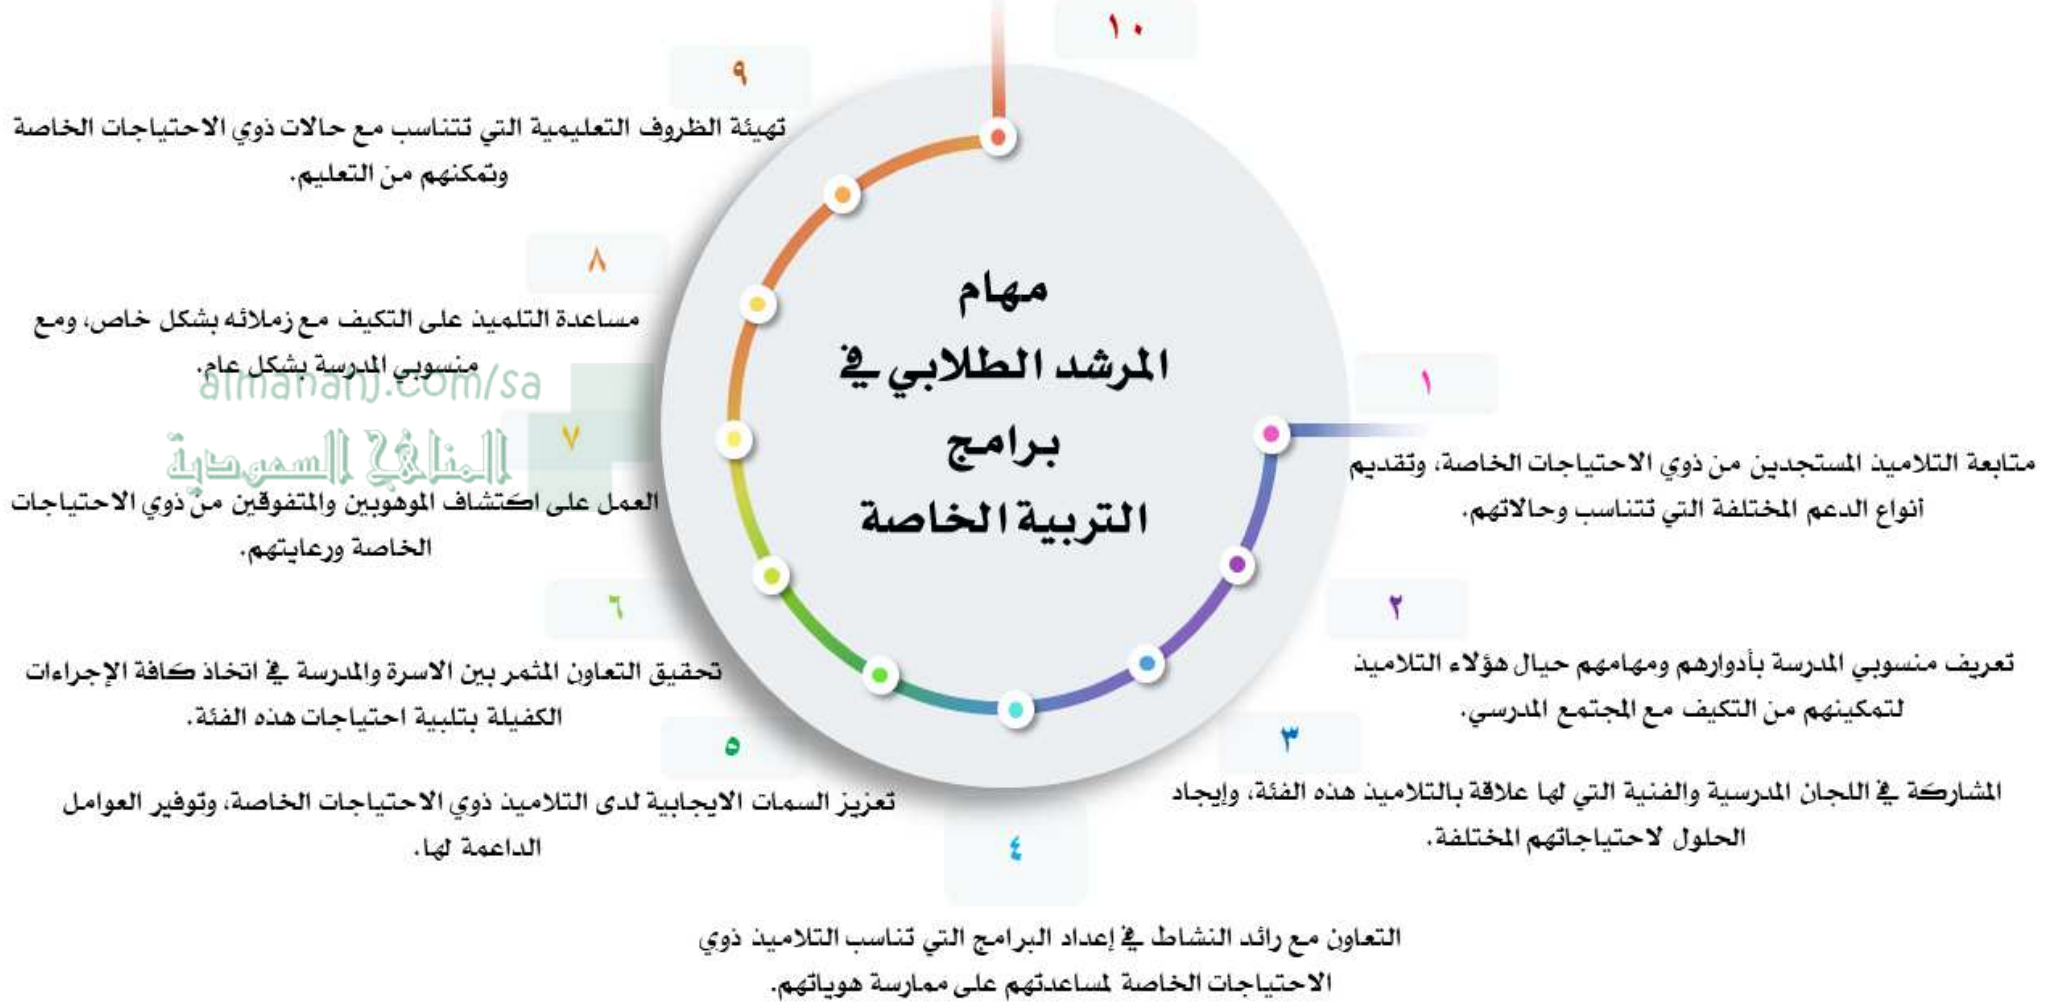 مهام
المرشد الطلابي في
برامج
التربية الخاصة
١
متابعة التلاميذ المستجدين من ذوي الاحتياجات الخاصة، وتقديم
أنواع الدعم المختلفة التي تتناسب وحالاتهم.
٢
تعريف منسوبي المدرسة بأدوارهم ومهامهم حيال هؤلاء التلاميذ
لتمكينهم من التكيف مع المجتمع المدرسي.
٣
المشاركة في اللجان المدرسية والفنية التي لها علاقة بالتلاميذ هذه الفئة، وإيجاد
الحلول لاحتياجاتهم المختلفة.
٤
التعاون مع رائد النشاط في إعداد البرامج التي تناسب التلاميذ ذوي
الاحتياجات الخاصة لمساعدتهم على ممارسة هوياتهم.
٥
تعزيز السمات الايجابية لدى التلاميذ ذوي الاحتياجات الخاصة، وتوفير العوامل
الداعمة لها.
٦
تحقيق التعاون المثمر بين الاسرة والمدرسة في اتخاذ كافة الإجراءات
الكفيلة بتلبية احتياجات هذه الفئة.
٧
العمل على اكتشاف الموهوبين والمتفوقين من ذوي الاحتياجات
الخاصة ورعايتهم.
٨
مساعدة التلميذ على التكيف مع زملائه بشكل خاص، ومع
منسوبي المدرسة بشكل عام.
٩
تهيئة الظروف التعليمية التي تتناسب مع حالات ذوي الاحتياجات الخاصة
وتمكنهم من التعليم.
١٠
almanahj.com/sa
المناهج السعودية